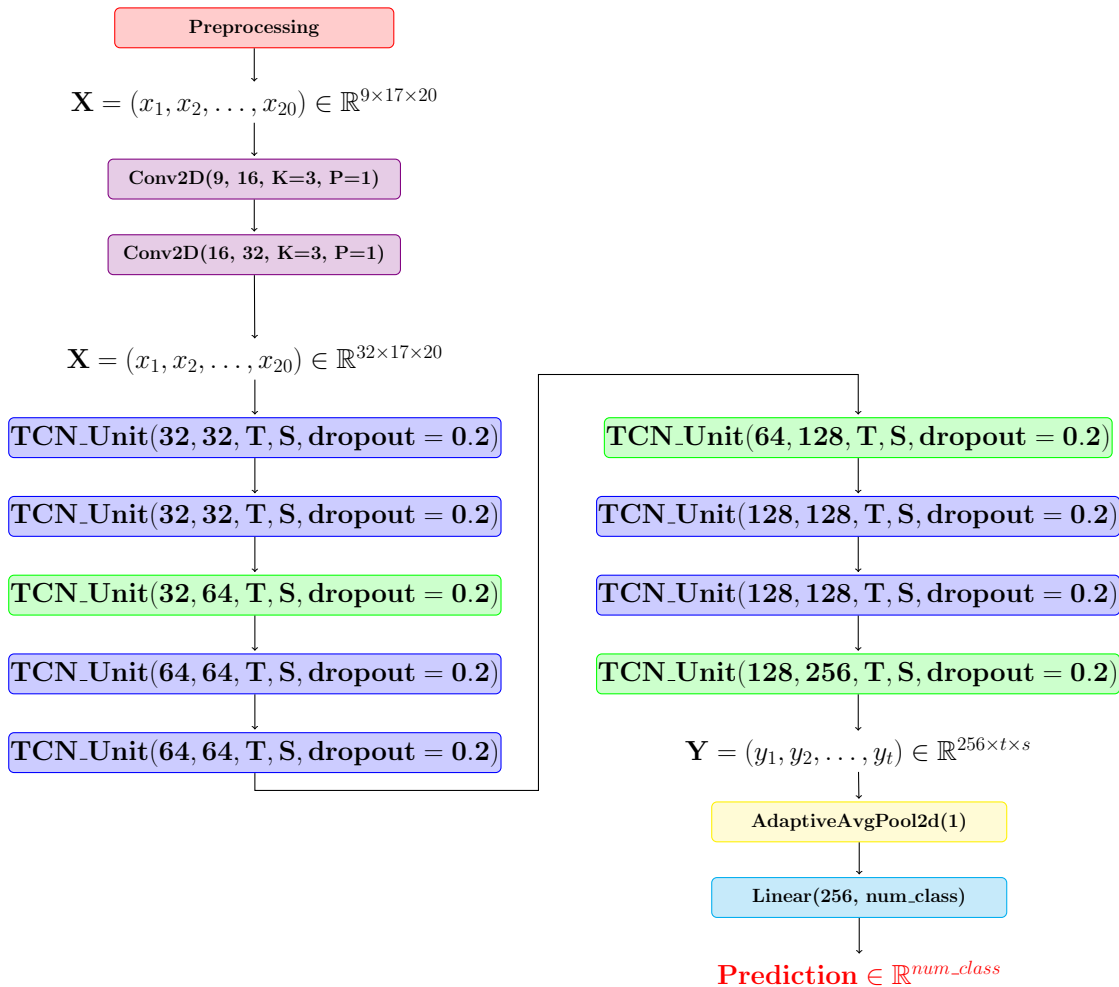 Preprocessing
X = (x₁, x₂, . . . , x₂₀) ∈ ℝ^{9×17×20}
Conv2D(9, 16, K=3, P=1)
Conv2D(16, 32, K=3, P=1)
X = (x₁, x₂, . . . , x₂₀) ∈ ℝ^{32×17×20}
TCN_Unit(32, 32, T, S, dropout = 0.2)
TCN_Unit(32, 32, T, S, dropout = 0.2)
TCN_Unit(32, 64, T, S, dropout = 0.2)
TCN_Unit(64, 64, T, S, dropout = 0.2)
TCN_Unit(64, 64, T, S, dropout = 0.2)
TCN_Unit(64, 128, T, S, dropout = 0.2)
TCN_Unit(128, 128, T, S, dropout = 0.2)
TCN_Unit(128, 128, T, S, dropout = 0.2)
TCN_Unit(128, 256, T, S, dropout = 0.2)
Y = (y₁, y₂, . . . , yₜ) ∈ ℝ^{256×t×s}
AdaptiveAvgPool2d(1)
Linear(256, num_class)
Prediction ∈ ℝ^{num_class}